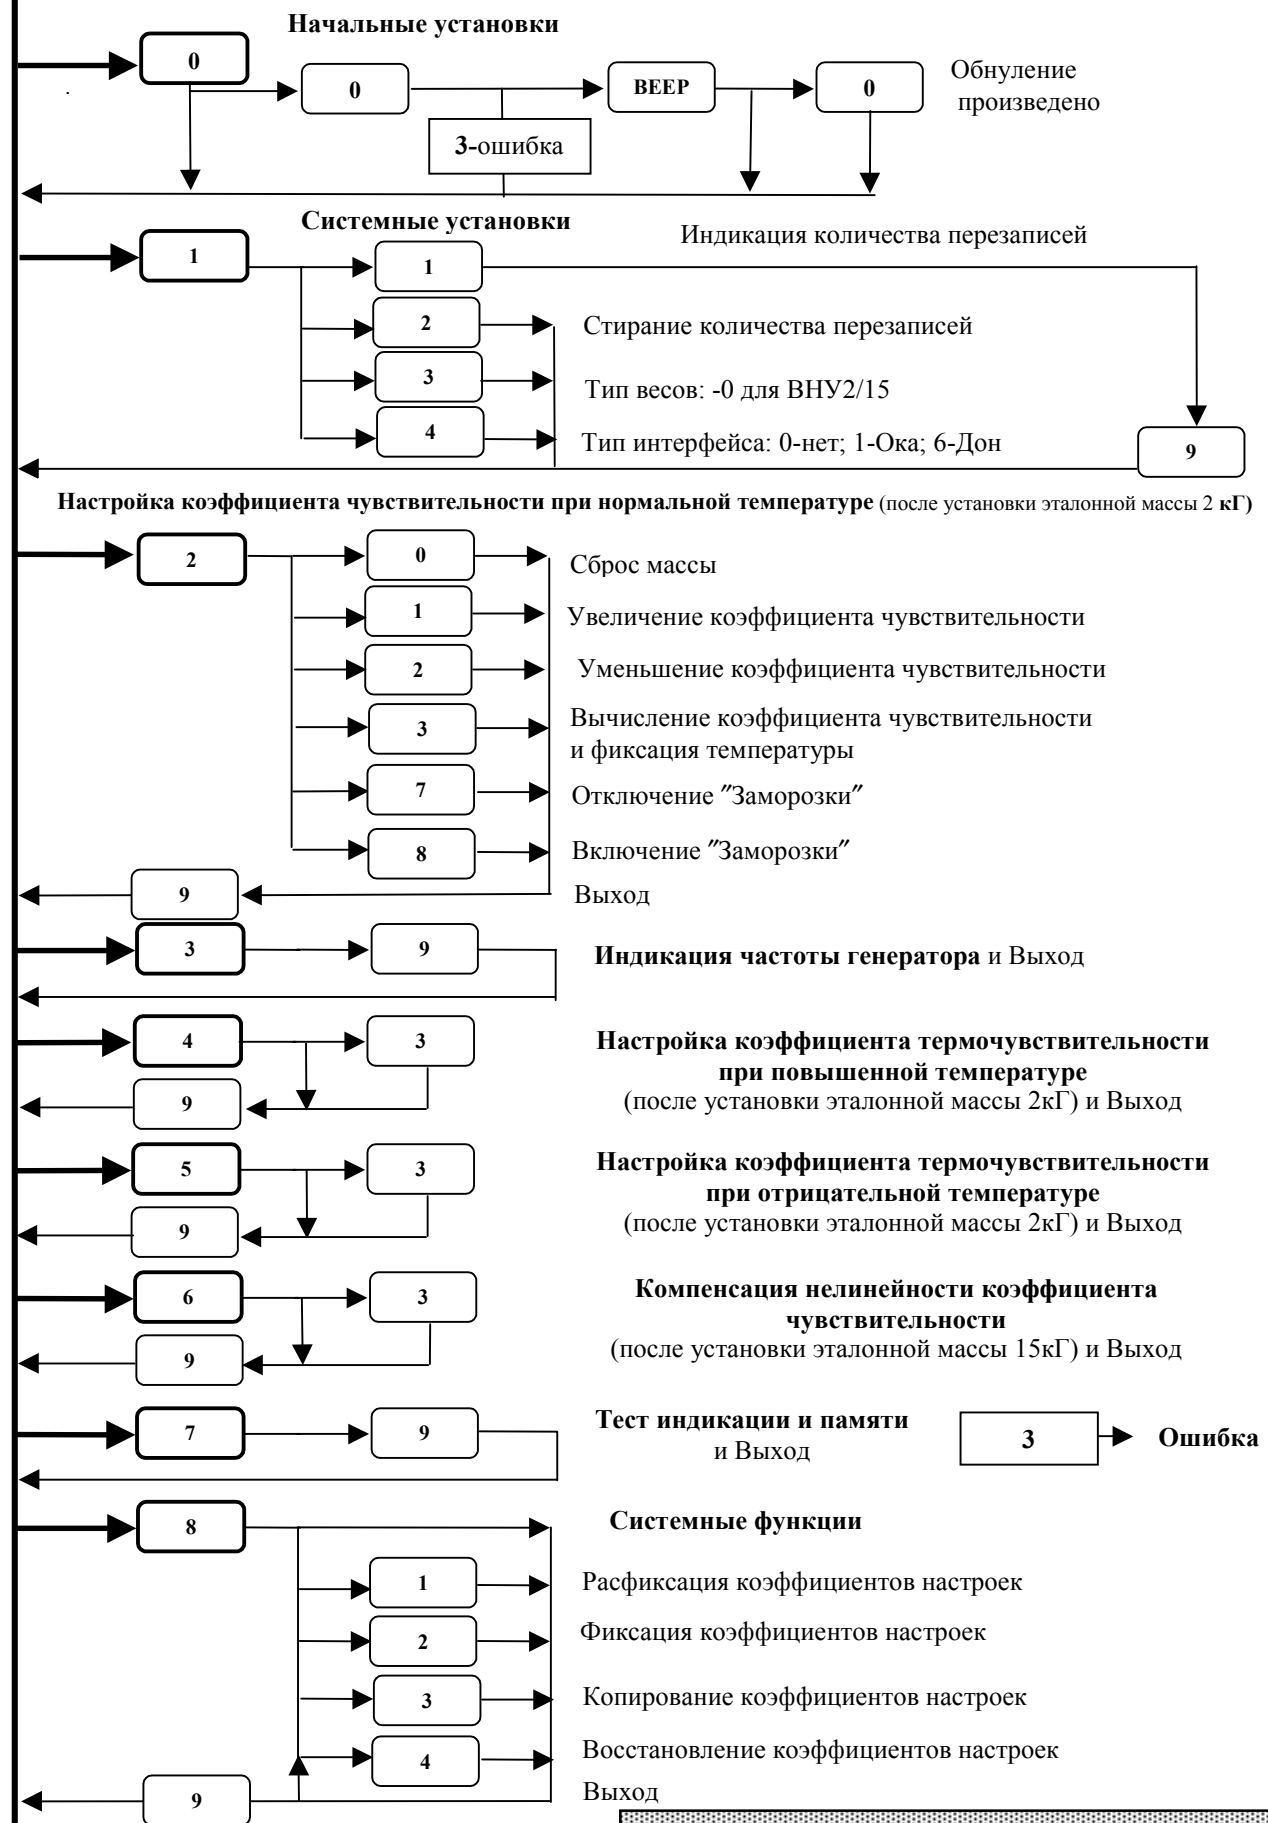 Начальные установки
0
0
BEEP
0
Обнуление
произведено
3-ошибка
Системные установки
Индикация количества перезаписей
1
1
2
Стирание количества перезаписей
3
Тип весов: -0 для ВНУ2/15
4
Тип интерфейса: 0-нет; 1-Ока; 6-Дон
9
Настройка коэффициента чувствительности при нормальной температуре (после установки эталонной массы 2 кГ)
2
0
Сброс массы
1
Увеличение коэффициента чувствительности
2
Уменьшение коэффициента чувствительности
3
Вычисление коэффициента чувствительности
и фиксация температуры
7
Отключение ″Заморозки″
8
Включение ″Заморозки″
9
Выход
3
9
Индикация частоты генератора и Выход
4
3
Настройка коэффициента термочувствительности
при повышенной температуре
9
(после установки эталонной массы 2кГ) и Выход
5
3
Настройка коэффициента термочувствительности
при отрицательной температуре
9
(после установки эталонной массы 2кГ) и Выход
6
3
Компенсация нелинейности коэффициента
чувствительности
9
(после установки эталонной массы 15кГ) и Выход
7
9
Тест индикации и памяти
и Выход
3
Ошибка
8
Системные функции
1
Расфиксация коэффициентов настроек
2
Фиксация коэффициентов настроек
3
Копирование коэффициентов настроек
4
Восстановление коэффициентов настроек
9
Выход